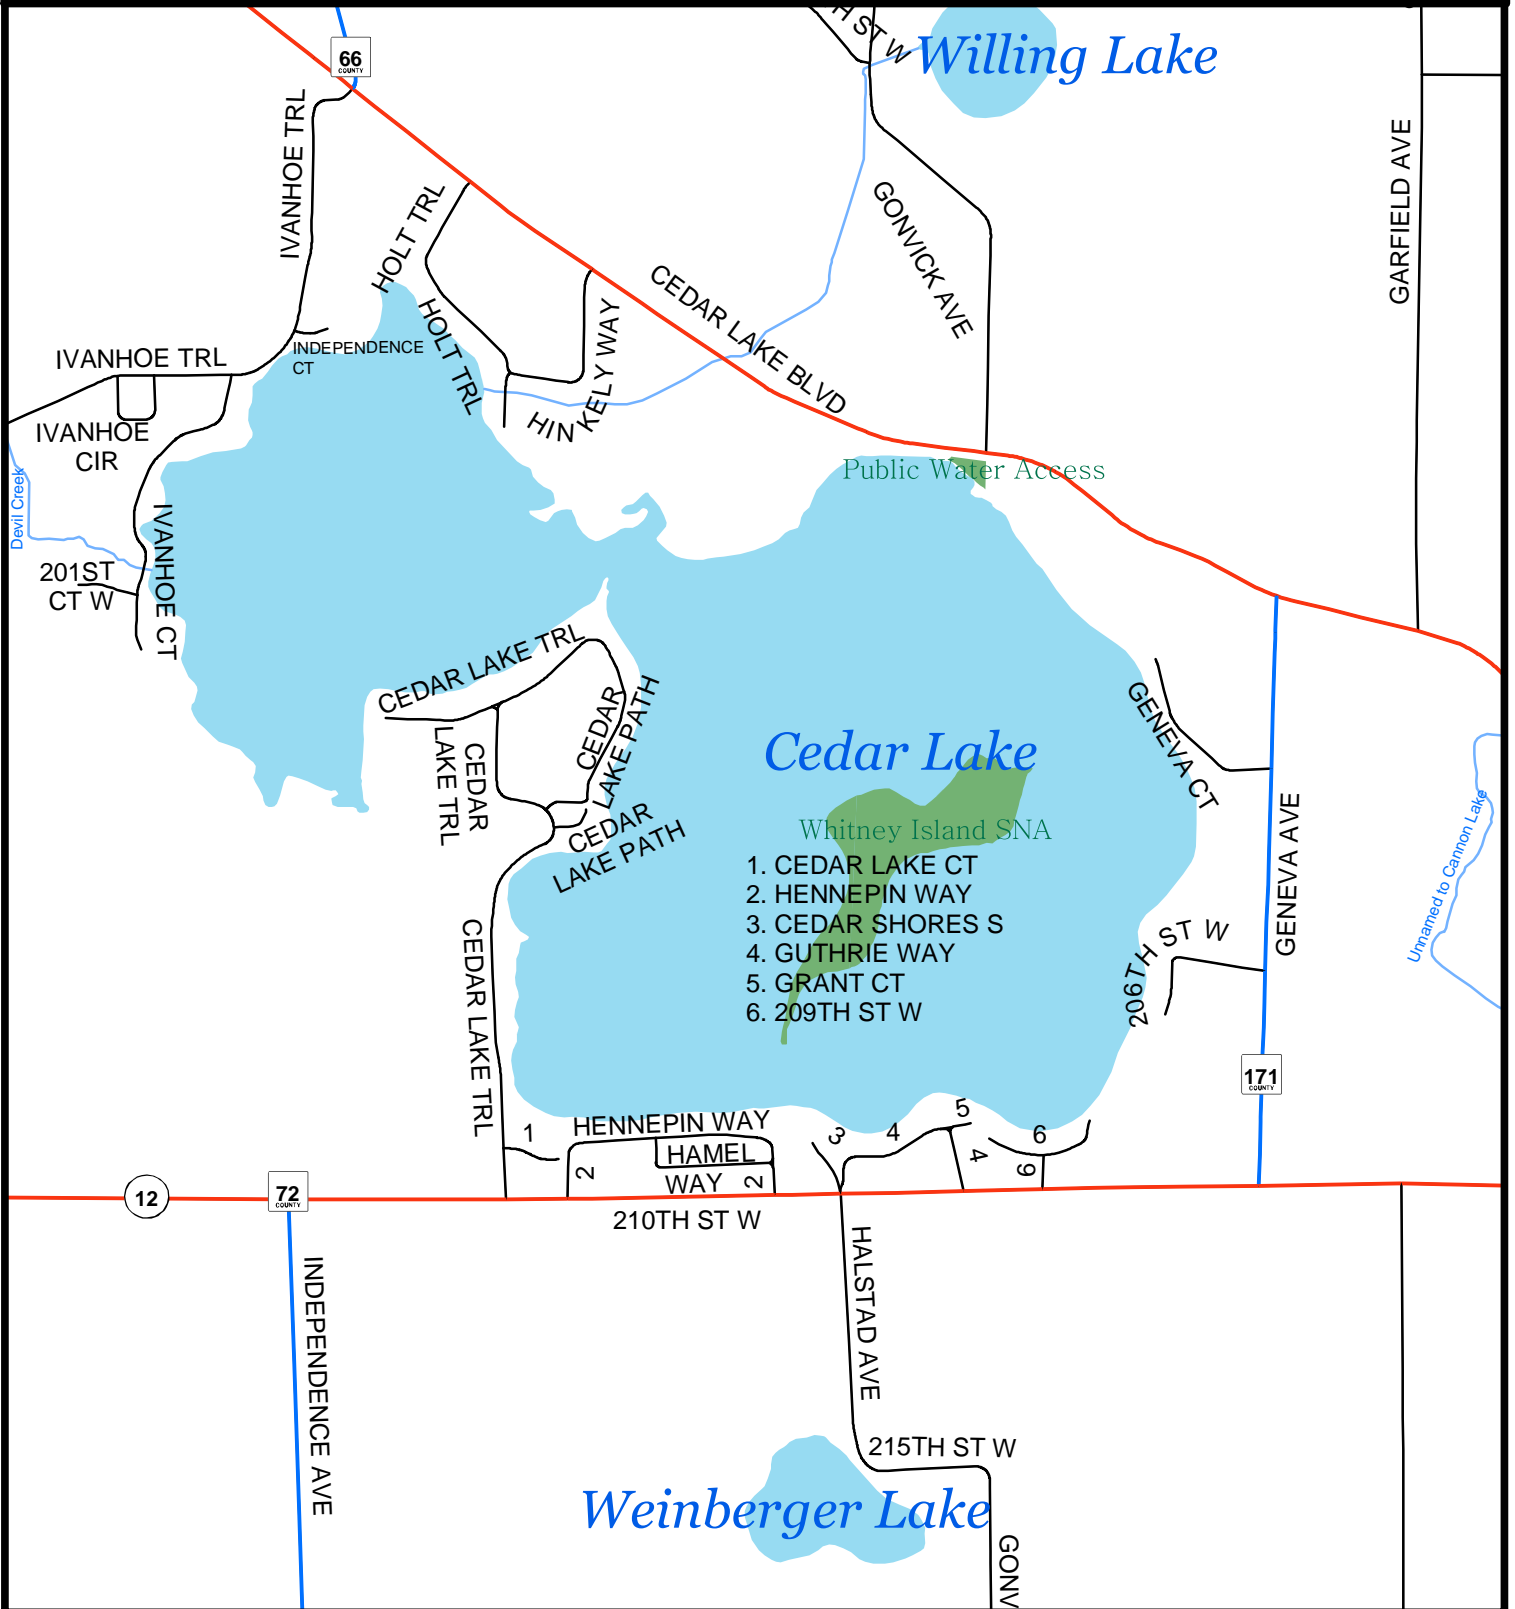 H ST W
Willing Lake
66
COUNTY
IVANHOE TRL
HOLT TRL
GONVICK AVE
GARFIELD AVE
CEDAR LAKE BLVD
HOLT TRL
HINKELY WAY
INDEPENDENCE
CT
IVANHOE TRL
IVANHOE
CIR
Public Water Access
Devil Creek
IVANHOE CT
201ST
CT W
CEDAR LAKE TRL
CEDAR
LAKE PATH
CEDAR
LAKE TRL
CEDAR
LAKE PATH
Cedar Lake
Whitney Island SNA
1. CEDAR LAKE CT
2. HENNEPIN WAY
3. CEDAR SHORES S
4. GUTHRIE WAY
5. GRANT CT
6. 209TH ST W
GENEVA CT
GENEVA AVE
Unnamed to Cannon Lake
206TH ST W
CEDAR LAKE TRL
171
COUNTY
1
HENNEPIN WAY
HAMEL
WAY
2
2
3
4
5
4
6
6
12
72
COUNTY
210TH ST W
INDEPENDENCE AVE
HALSTAD AVE
215TH ST W
Weinberger Lake
GONV